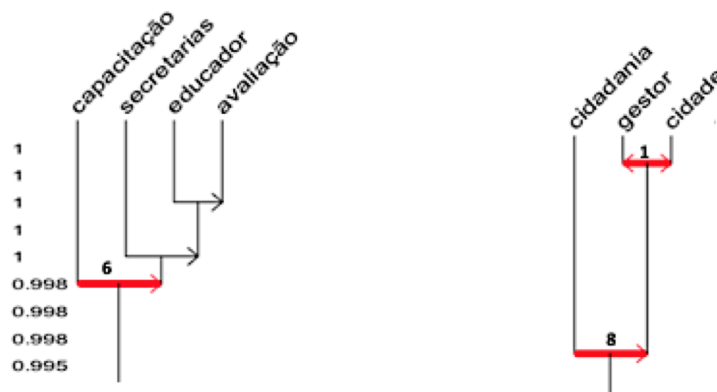 capacitação
secretarias
educador
avaliação
cidadania
gestor
cidade
1
1
1
1
1
0.998
0.998
0.998
0.995
6
1
8